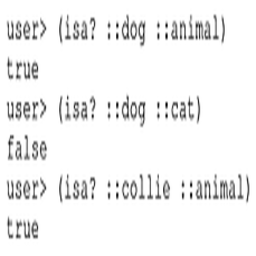 user> (isa? ::dog ::animal)
true
user> (isa? ::dog ::cat)
false
user> (isa? ::collie ::animal)
true